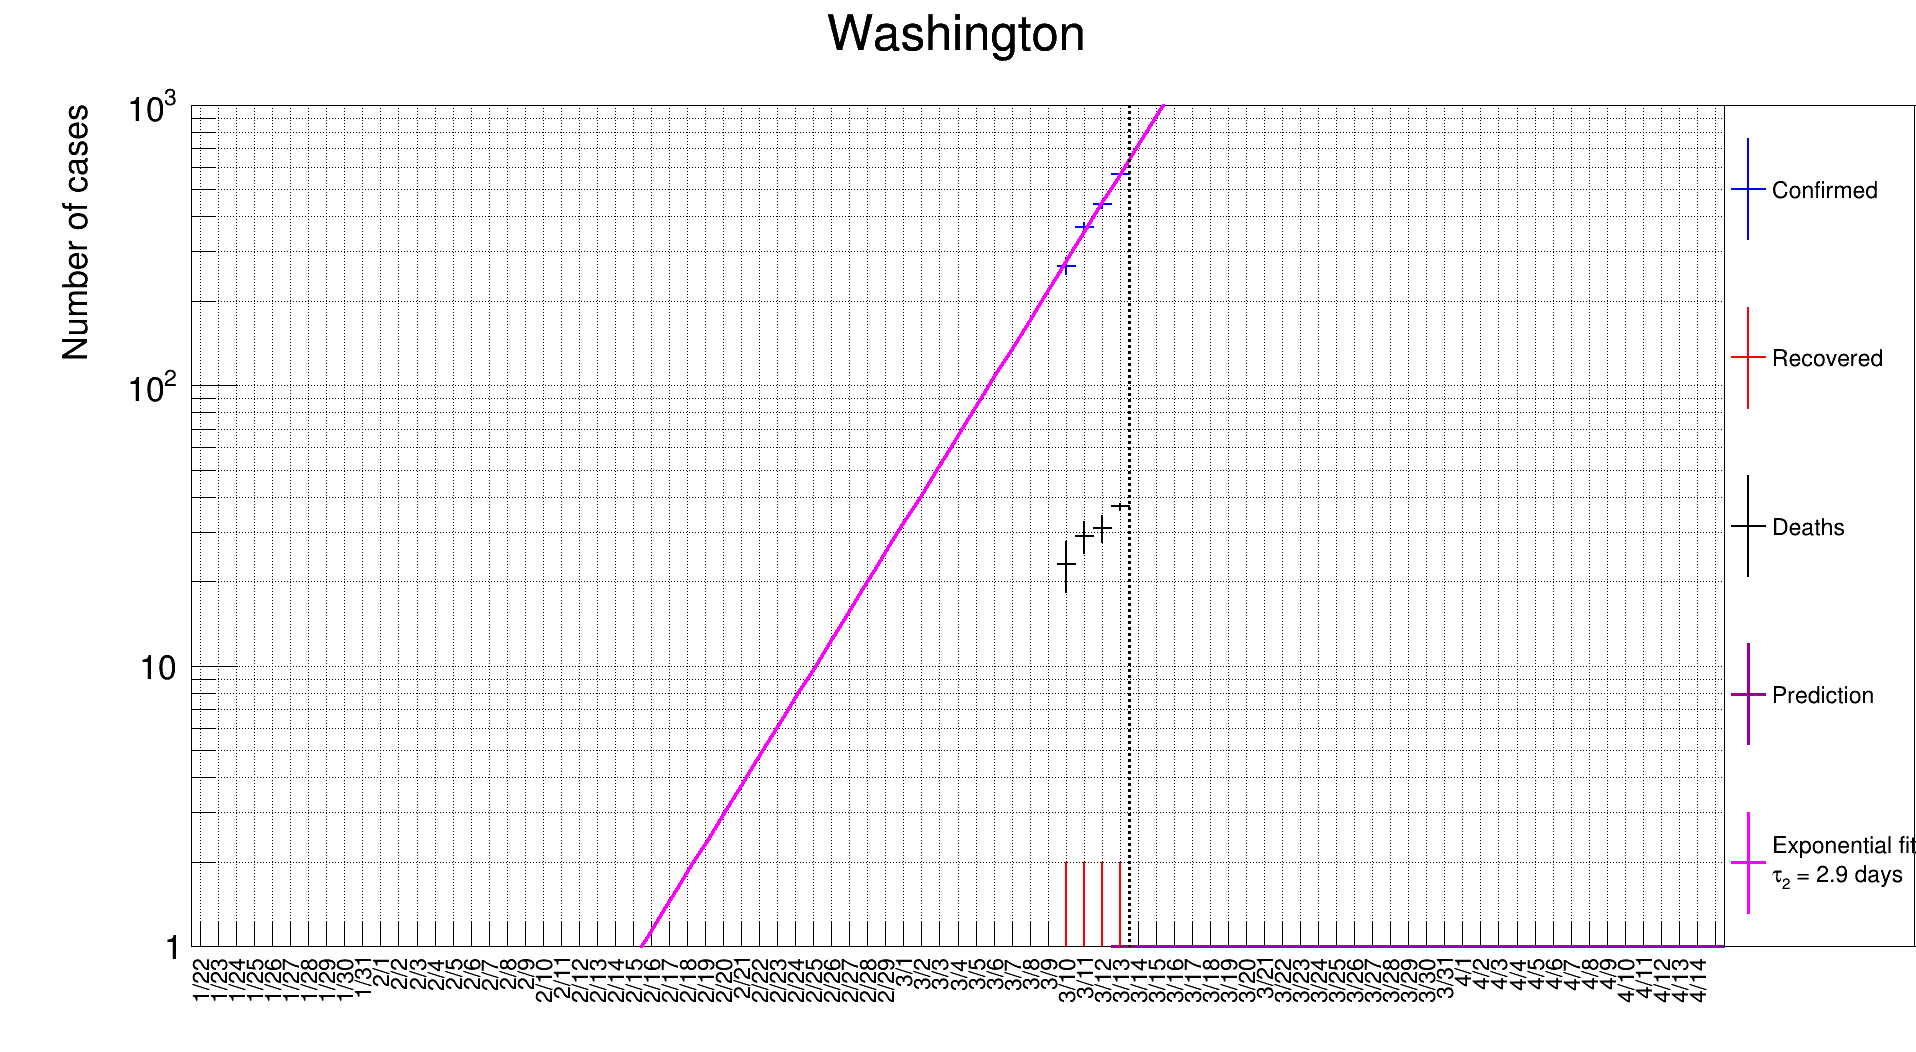 Washington
Number of cases
10³
10²
10
1
1/22 1/23 1/24 1/25 1/26 1/27 1/28 1/29 1/30 1/31 2/1 2/2 2/3 2/4 2/5 2/6 2/7 2/8 2/9 2/10 2/11 2/12 2/13 2/14 2/15 2/16 2/17 2/18 2/19 2/20 2/21 2/22 2/23 2/24 2/25 2/26 2/27 2/28 2/29 3/1 3/2 3/3 3/4 3/5 3/6 3/7 3/8 3/9 3/10 3/11 3/12 3/13 3/14 3/15 3/16 3/17 3/18 3/19 3/20 3/21 3/22 3/23 3/24 3/25 3/26 3/27 3/28 3/29 3/30 3/31 4/1 4/2 4/3 4/4 4/5 4/6 4/7 4/8 4/9 4/10 4/11 4/12 4/13 4/14
Confirmed
Recovered
Deaths
Prediction
Exponential fit
τ₂ = 2.9 days